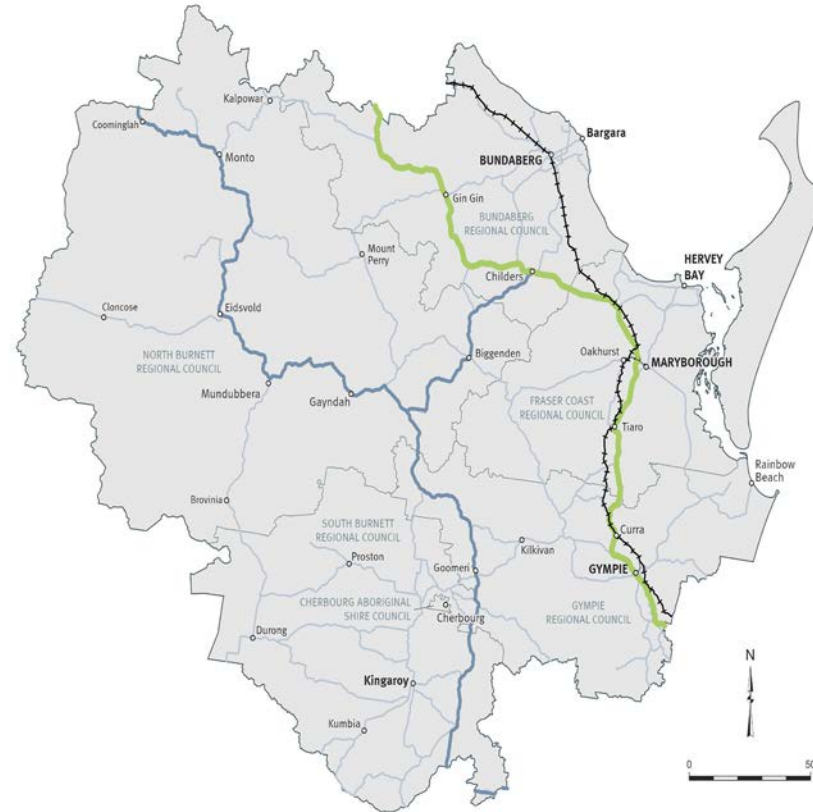 Kalpowar
Coominglah
Bargara
Monto
BUNDABERG
Gin Gin
BUNDABERG
REGIONAL COUNCIL
Mount
Perry
HERVEY
BAY
Childers
Cloncose
Eidsvold
NORTH BURNETT
REGIONAL COUNCIL
Biggenden
Oakhurst
MARYBOROUGH
Mundubbera
Gayndah
FRASER COAST
REGIONAL COUNCIL
Tiaro
Rainbow
Beach
Brovinia
SOUTH BURNETT
REGIONAL COUNCIL
Proston
Curra
Kilkivan
Goomeri
GYMPIE
CHERBOURG ABORIGINAL
SHIRE COUNCIL
Cherbourg
GYMPIE
REGIONAL COUNCIL
Durong
Kingaroy
N
Kumbia
0
50